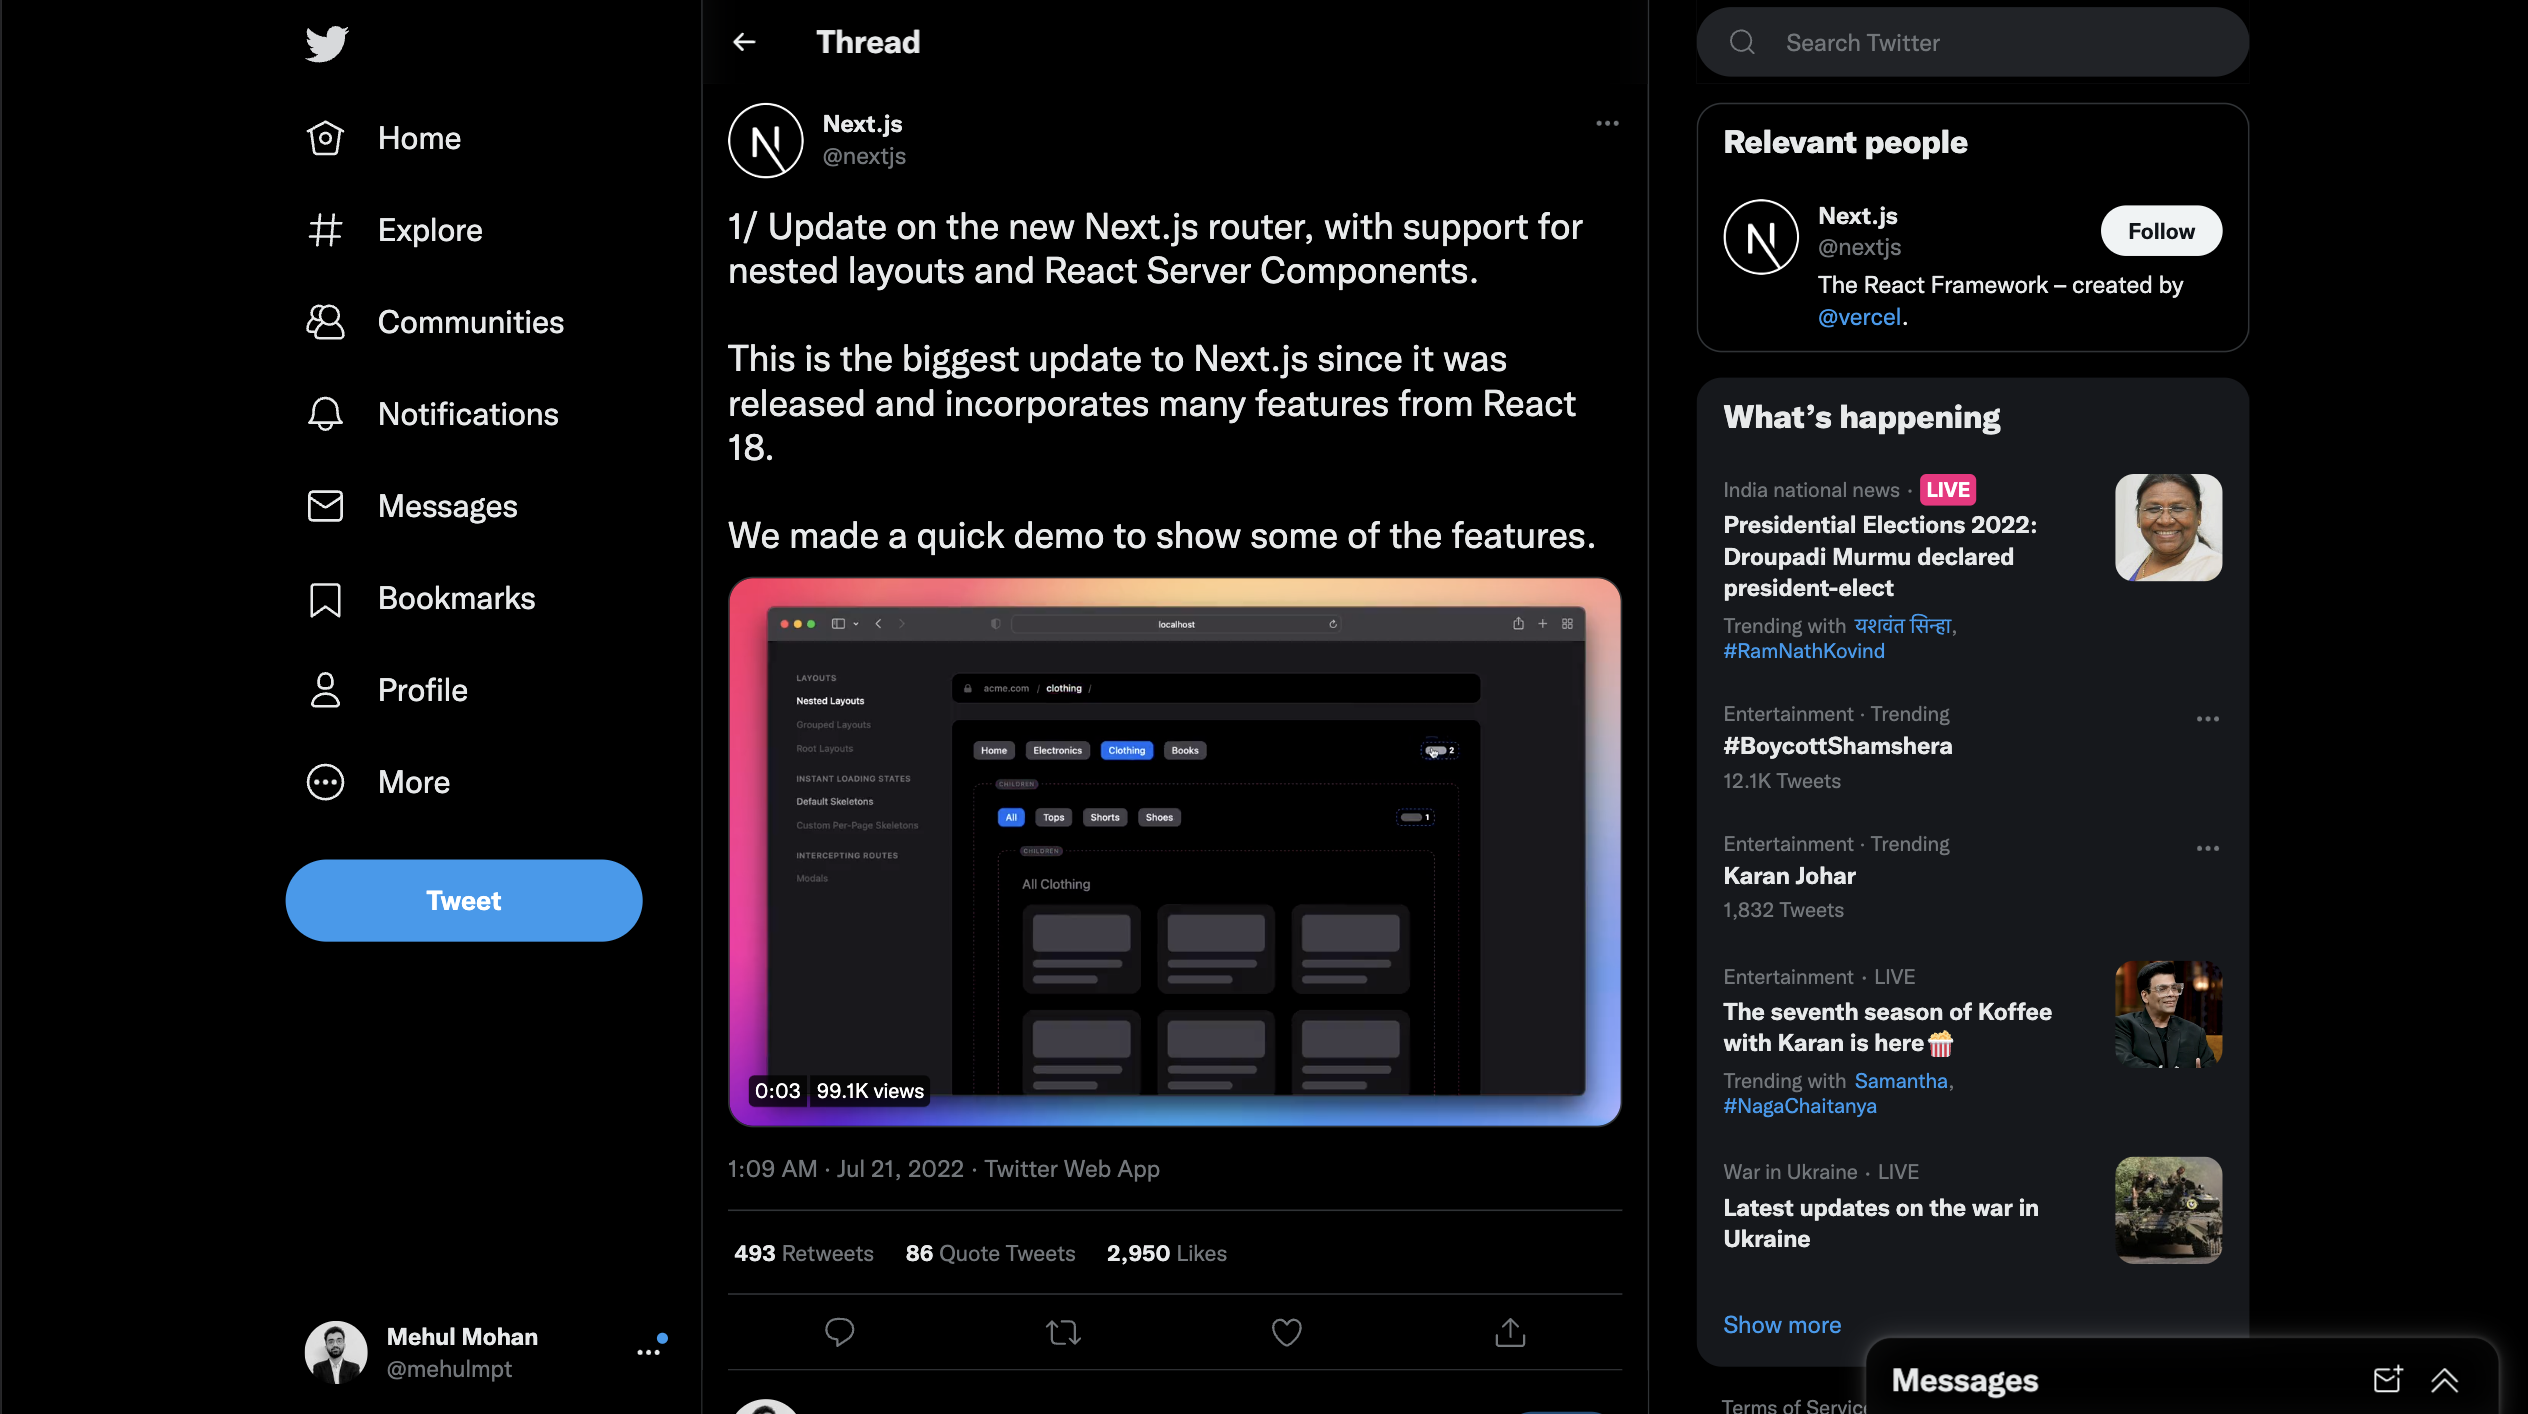 Home
Explore
Communities
Notifications
Messages
Bookmarks
Profile
More
Tweet
Mehul Mohan
@mehulmpt
Thread
Next.js
@nextjs
1/ Update on the new Next.js router, with support for
nested layouts and React Server Components.
This is the biggest update to Next.js since it was
released and incorporates many features from React
18.
We made a quick demo to show some of the features.
localhost
LAYOUTS
Nested Layouts
Grouped Layouts
Root Layouts
INSTANT LOADING STATES
Default Skeletons
Custom Per-Page Skeletons
INTERCEPTING ROUTES
Modals
acme.com / clothing /
Home Electronics Clothing Books 2
CHILDREN
All Tops Shorts Shoes 1
CHILDREN
All Clothing
0:03 99.1K views
1:09 AM · Jul 21, 2022 · Twitter Web App
493 Retweets 86 Quote Tweets 2,950 Likes
Search Twitter
Relevant people
Next.js
@nextjs
Follow
The React Framework – created by
@vercel.
What's happening
India national news · LIVE
Presidential Elections 2022:
Droupadi Murmu declared
president-elect
Trending with यशवंत सिन्हा,
#RamNathKovind
Entertainment · Trending
#BoycottShamshera
12.1K Tweets
Entertainment · Trending
Karan Johar
1,832 Tweets
Entertainment · LIVE
The seventh season of Koffee
with Karan is here🍿
Trending with Samantha,
#NagaChaitanya
War in Ukraine · LIVE
Latest updates on the war in
Ukraine
Show more
Messages
Terms of Service